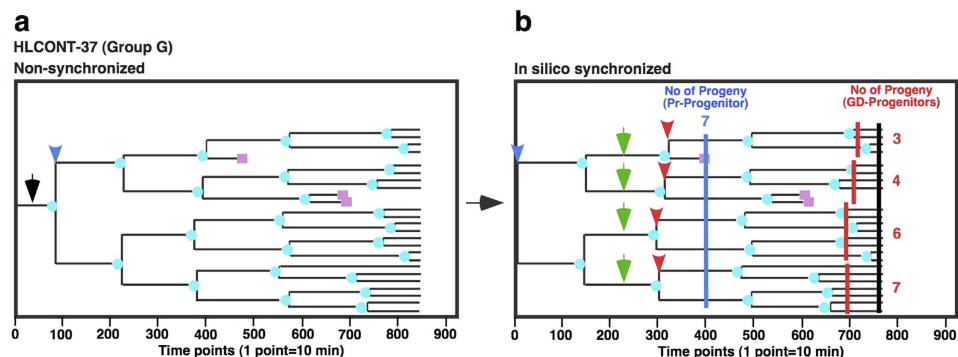 a
HLCONT-37 (Group G)
Non-synchronized
0 100 200 300 400 500 600 700 800 900
Time points (1 point=10 min)
b
In silico synchronized
No of Progeny
(Pr-Progenitor)
7
No of Progeny
(GD-Progenitors)
3
4
6
7
0 100 200 300 400 500 600 700 800 900
Time points (1 point=10 min)